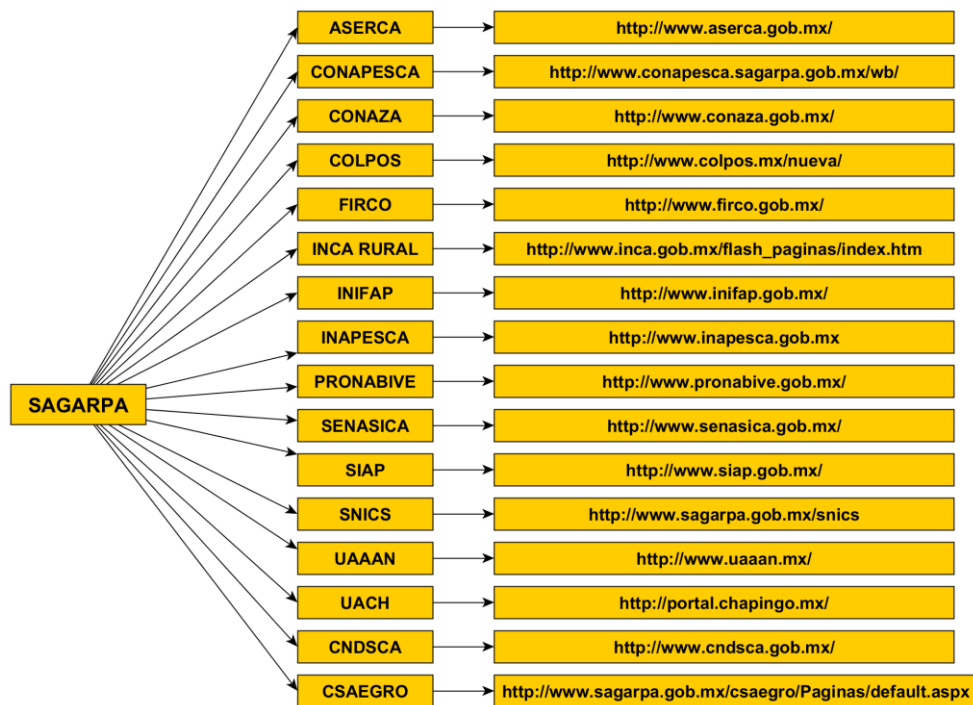 ASERCA http://www.aserca.gob.mx/
CONAPESCA http://www.conapesca.sagarpa.gob.mx/wb/
CONAZA http://www.conaza.gob.mx/
COLPOS http://www.colpos.mx/nueva/
FIRCO http://www.firco.gob.mx/
INCA RURAL http://www.inca.gob.mx/flash_paginas/index.htm
INIFAP http://www.inifap.gob.mx/
INAPESCA http://www.inapesca.gob.mx
PRONABIVE http://www.pronabive.gob.mx/
SAGARPA
SENASICA http://www.senasica.gob.mx/
SIAP http://www.siap.gob.mx/
SNICS http://www.sagarpa.gob.mx/snics
UAAAN http://www.uaaan.mx/
UACH http://portal.chapingo.mx/
CNDSCA http://www.cndsca.gob.mx/
CSAEGRO http://www.sagarpa.gob.mx/csaegro/Paginas/default.aspx